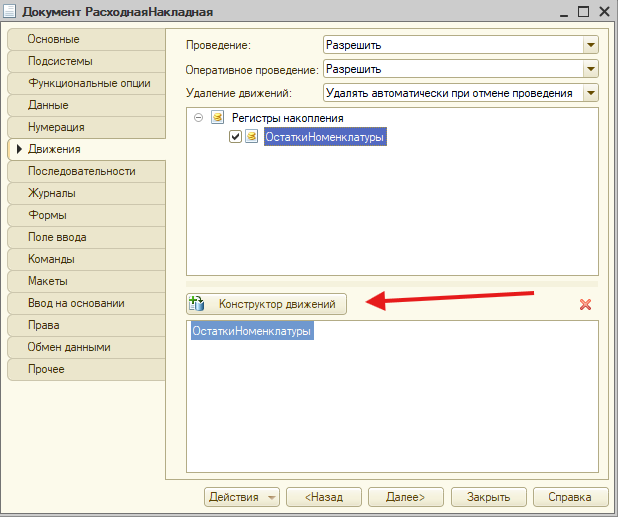 Документ РасходнаяНакладная
Основные
Подсистемы
Функциональные опции
Данные
Нумерация
Движения
Последовательности
Журналы
Формы
Поле ввода
Команды
Макеты
Ввод на основании
Права
Обмен данными
Прочее
Проведение: Разрешить
Оперативное проведение: Разрешить
Удаление движений: Удалять автоматически при отмене проведения
Регистры накопления
ОстаткиНоменклатуры
Конструктор движений
ОстаткиНоменклатуры
Действия <Назад Далее> Закрыть Справка